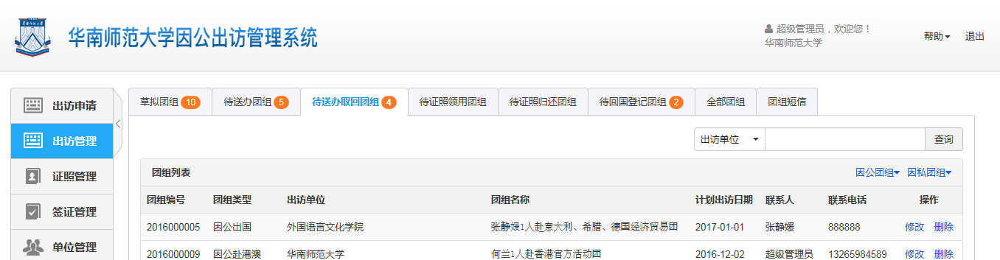 华南师范大学因公出访管理系统
超级管理员，欢迎您！
华南师范大学
帮助 退出
出访申请
出访管理
证照管理
签证管理
单位管理
草拟团组 10 待送办团组 5 待送办取回团组 4 待证照领用团组 待证照归还团组 待回国登记团组 2 全部团组 团组短信
出访单位 查询
团组列表 因公团组 因私团组
团组编号 团组类型 出访单位 团组名称 计划出访日期 联系人 联系电话 操作
2016000005 因公出国 外国语言文化学院 张静媛1人赴意大利、希腊、德国经济贸易团 2017-01-01 张静媛 888888 修改 删除
2016000009 因公赴港澳 华南师范大学 何兰1人赴香港官方活动团 2016-12-02 超级管理员 13265984589 修改 删除